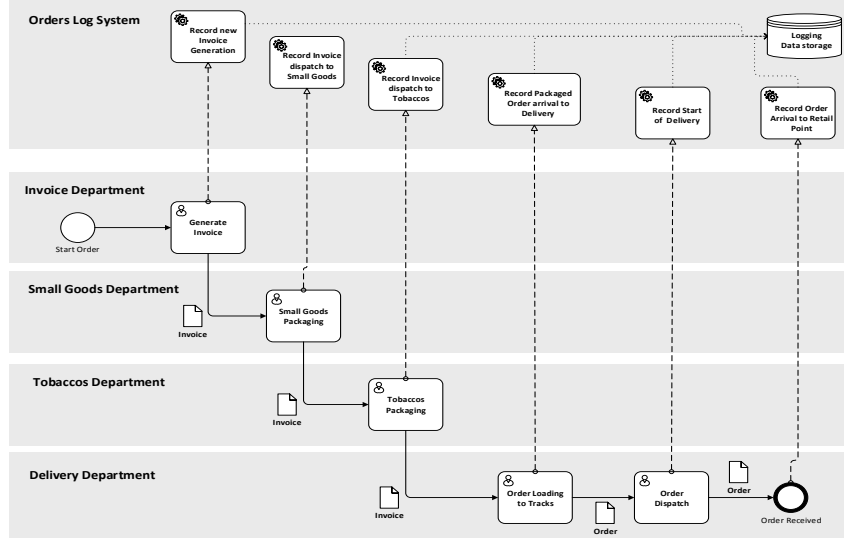 Orders Log System
Record new
Invoice
Generation
Record Invoice
dispatch to
Small Goods
Record Invoice
dispatch to
Tobaccos
Record Packaged
Order arrival to
Delivery
Record Start
of Delivery
Record Order
Arrival to Retail
Point
Logging
Data storage
Invoice Department
Start Order
Generate
Invoice
Small Goods Department
Invoice
Small Goods
Packaging
Tobaccos Department
Invoice
Tobaccos
Packaging
Delivery Department
Invoice
Order Loading
to Tracks
Order
Order
Dispatch
Order
Order Received